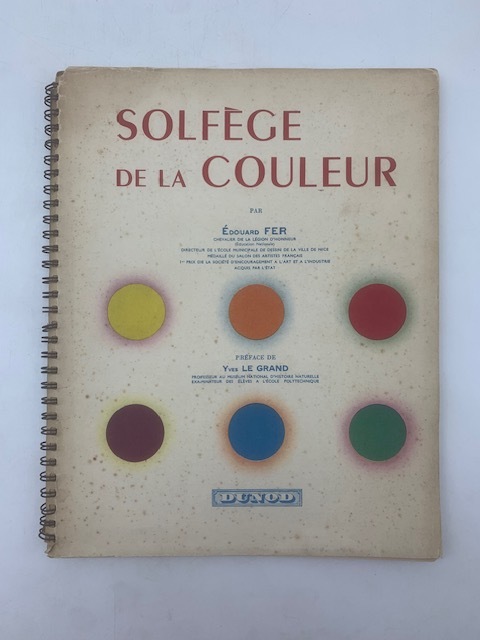 SOLFÈGE
DE LA COULEUR
PAR
ÉDOUARD FER
CHEVALIER DE LA LÉGION D'HONNEUR
(Éducation Nationale)
DIRECTEUR DE L'ÉCOLE MUNICIPALE DE DESSIN DE LA VILLE DE NICE
MÉDAILLÉ DU SALON DES ARTISTES FRANÇAIS
1er PRIX DE LA SOCIÉTÉ D'ENCOURAGEMENT A L'ART ET A L'INDUSTRIE
ACQUIS PAR L'ÉTAT
PRÉFACE DE
YVES LE GRAND
PROFESSEUR AU MUSÉUM NATIONAL D'HISTOIRE NATURELLE
EXAMINATEUR DES ÉLÈVES A L'ÉCOLE POLYTECHNIQUE
DUNOD